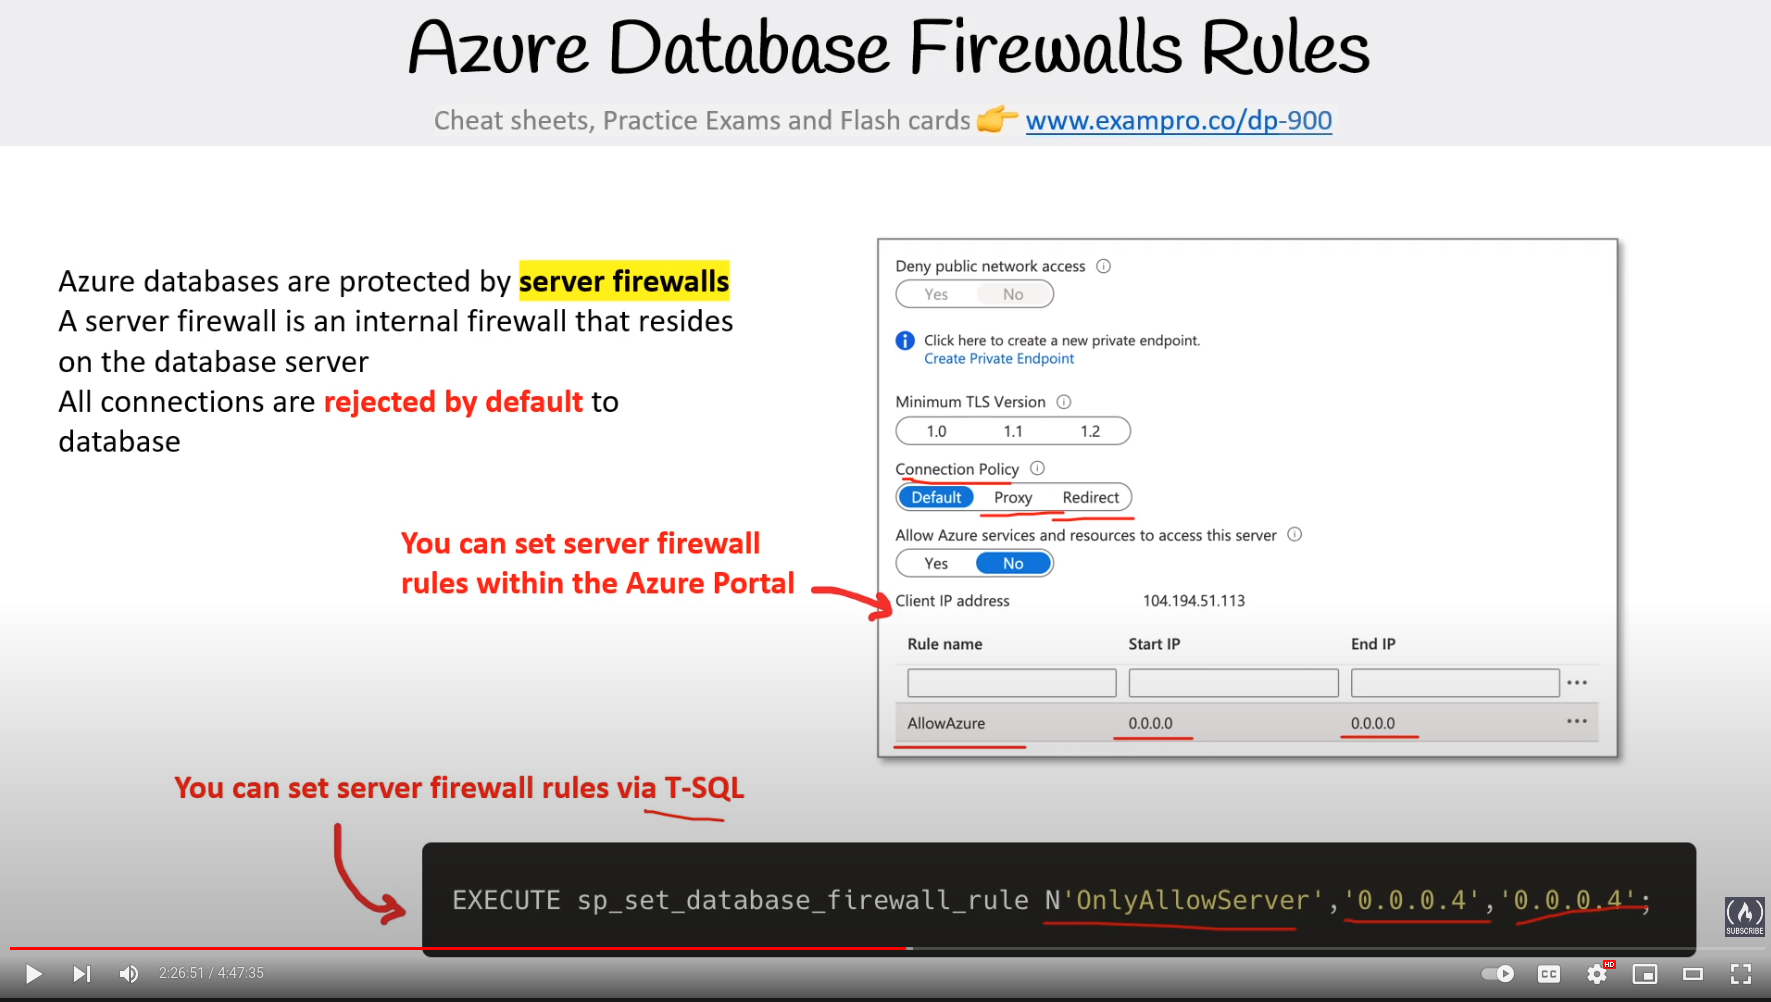 Azure Database Firewalls Rules
Cheat sheets, Practice Exams and Flash cards 👉 www.exampro.co/dp-900
Azure databases are protected by server firewalls
A server firewall is an internal firewall that resides
on the database server
All connections are rejected by default to
database
You can set server firewall
rules within the Azure Portal
Deny public network access
Yes No
Click here to create a new private endpoint.
Create Private Endpoint
Minimum TLS Version
1.0 1.1 1.2
Connection Policy
Default Proxy Redirect
Allow Azure services and resources to access this server
Yes No
Client IP address 104.194.51.113
Rule name Start IP End IP
AllowAzure 0.0.0.0 0.0.0.0
You can set server firewall rules via T-SQL
EXECUTE sp_set_database_firewall_rule N'OnlyAllowServer','0.0.0.4','0.0.0.4';
SUBSCRIBE
2:26:51 / 4:47:35
CC
HD